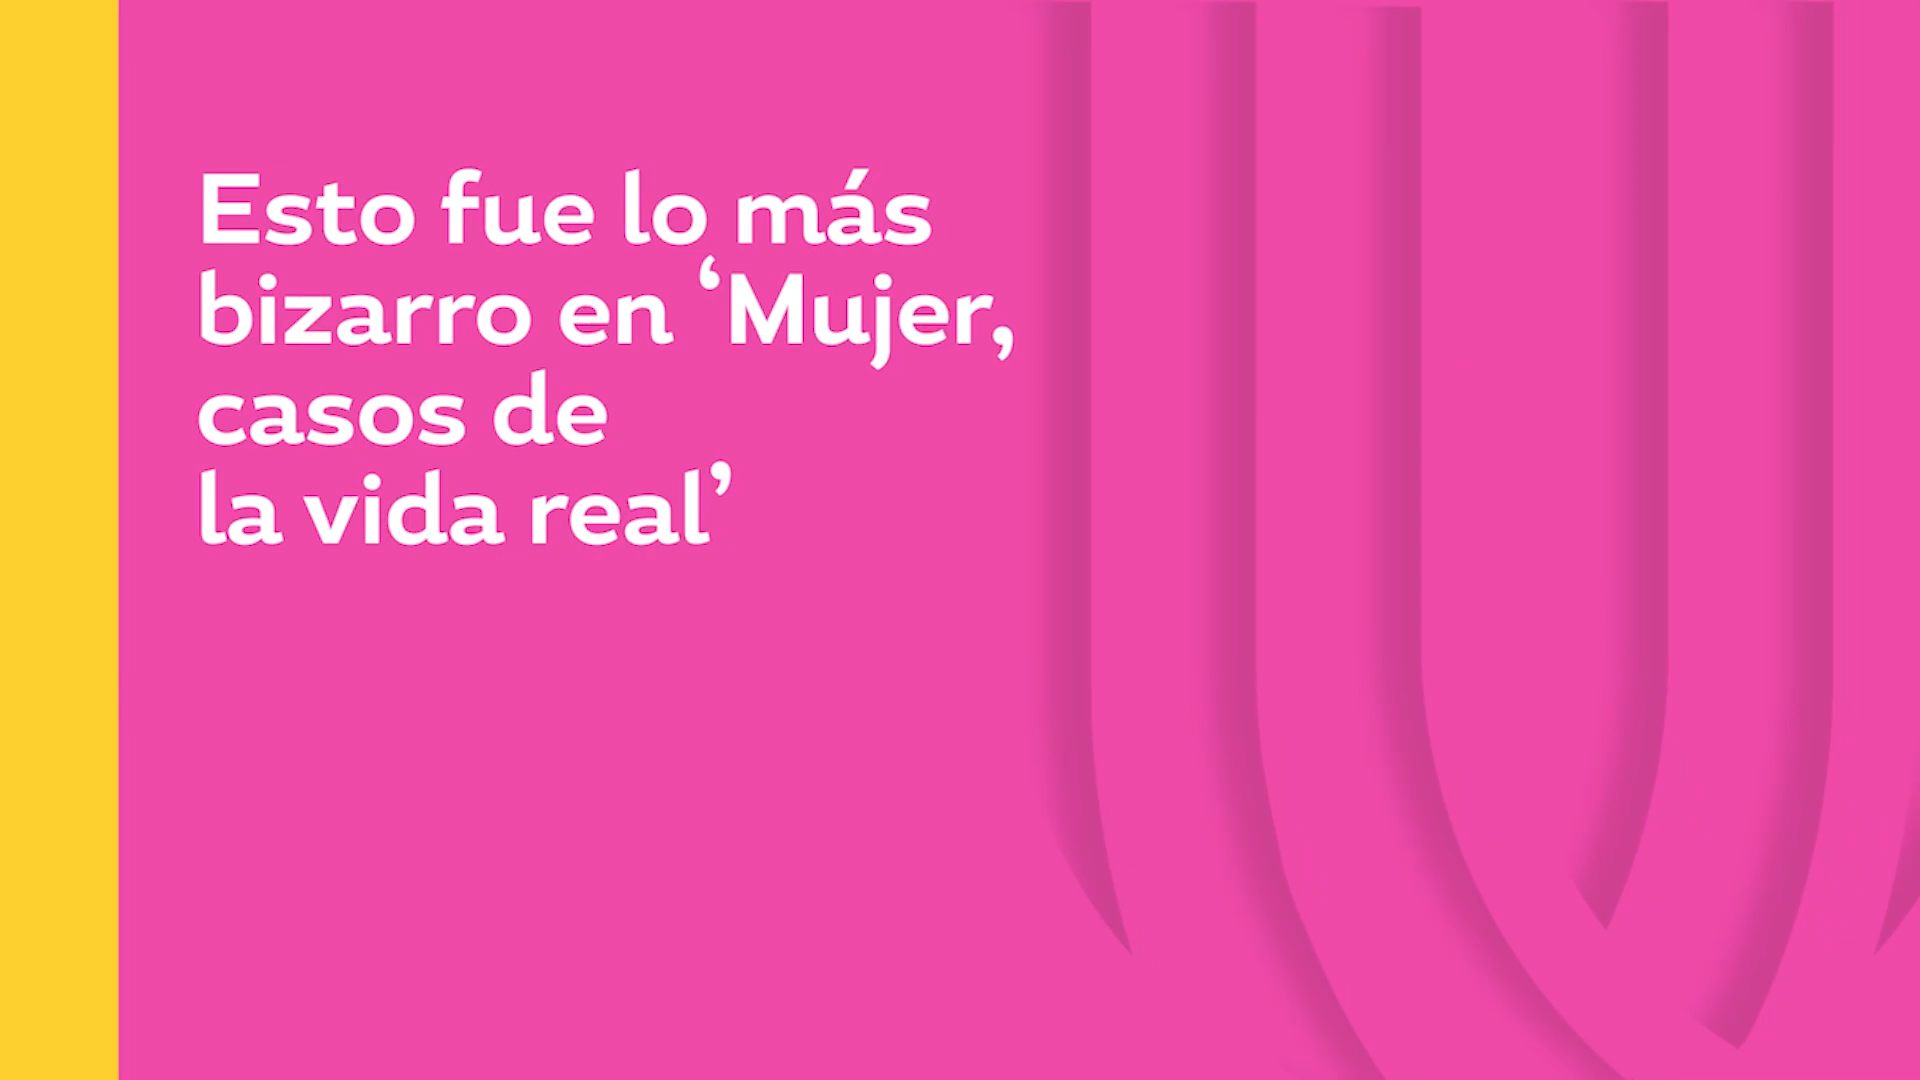 Esto fue lo más
bizarro en ‘Mujer,
casos de
la vida real’